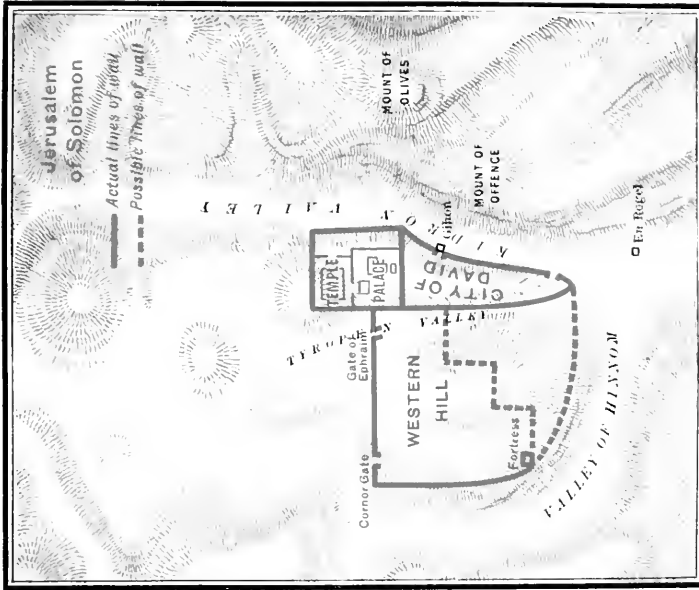 Jerusalem
of Solomon
Actual lines of wall
Possible lines of wall
MOUNT OF
OLIVES
KIDRON VALLEY
MOUNT OF
OFFENCE
Gihon
TEMPLE
PALACE
CITY OF
DAVID
En Rogel
TYROPŒON VALLEY
Gate of
Ephraim
WESTERN
HILL
Cornor Gate
Fortress
VALLEY OF HINNOM